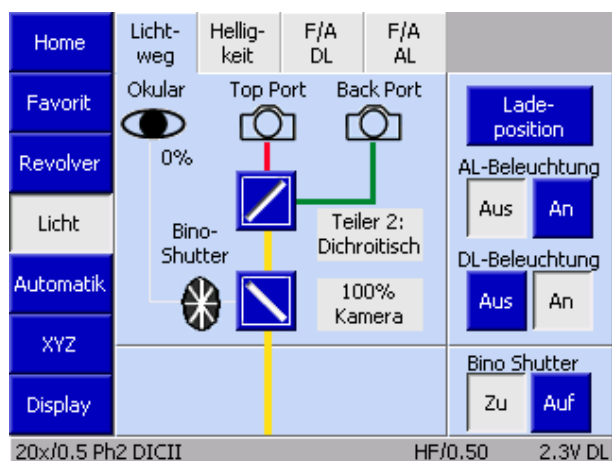 Home
Favorit
Revolver
Licht
Automatik
XYZ
Display
Licht-
weg
Hellig-
keit
F/A
DL
F/A
AL
Okular
Top Port
Back Port
0%
Bino-
Shutter
Teiler 2:
Dichroitisch
100%
Kamera
Lade-
position
AL-Beleuchtung
Aus
An
DL-Beleuchtung
Aus
An
Bino Shutter
Zu
Auf
20x/0.5 Ph2 DICII
HF/0.50
2.3V DL